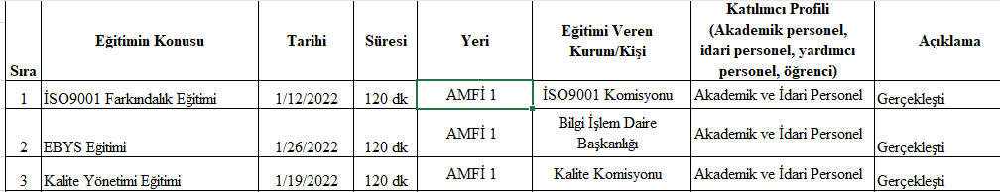 Sıra Eğitimin Konusu Tarihi Süresi Yeri Eğitimi Veren Kurum/Kişi Katılımcı Profili (Akademik personel, idari personel, yardımcı personel, öğrenci) Açıklama
1 İSO9001 Farkındalık Eğitimi 1/12/2022 120 dk AMFİ 1 İSO9001 Komisyonu Akademik ve İdari Personel Gerçekleşti
2 EBYS Eğitimi 1/26/2022 120 dk AMFİ 1 Bilgi İşlem Daire Başkanlığı Akademik ve İdari Personel Gerçekleşti
3 Kalite Yönetimi Eğitimi 1/19/2022 120 dk AMFİ 1 Kalite Komisyonu Akademik ve İdari Personel Gerçekleşti